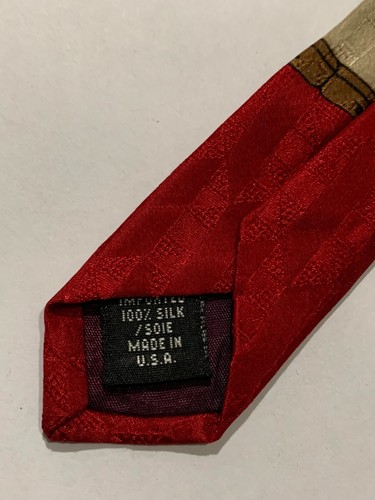 IMPORTED
100% SILK
/SOIE
MADE IN
U.S.A.